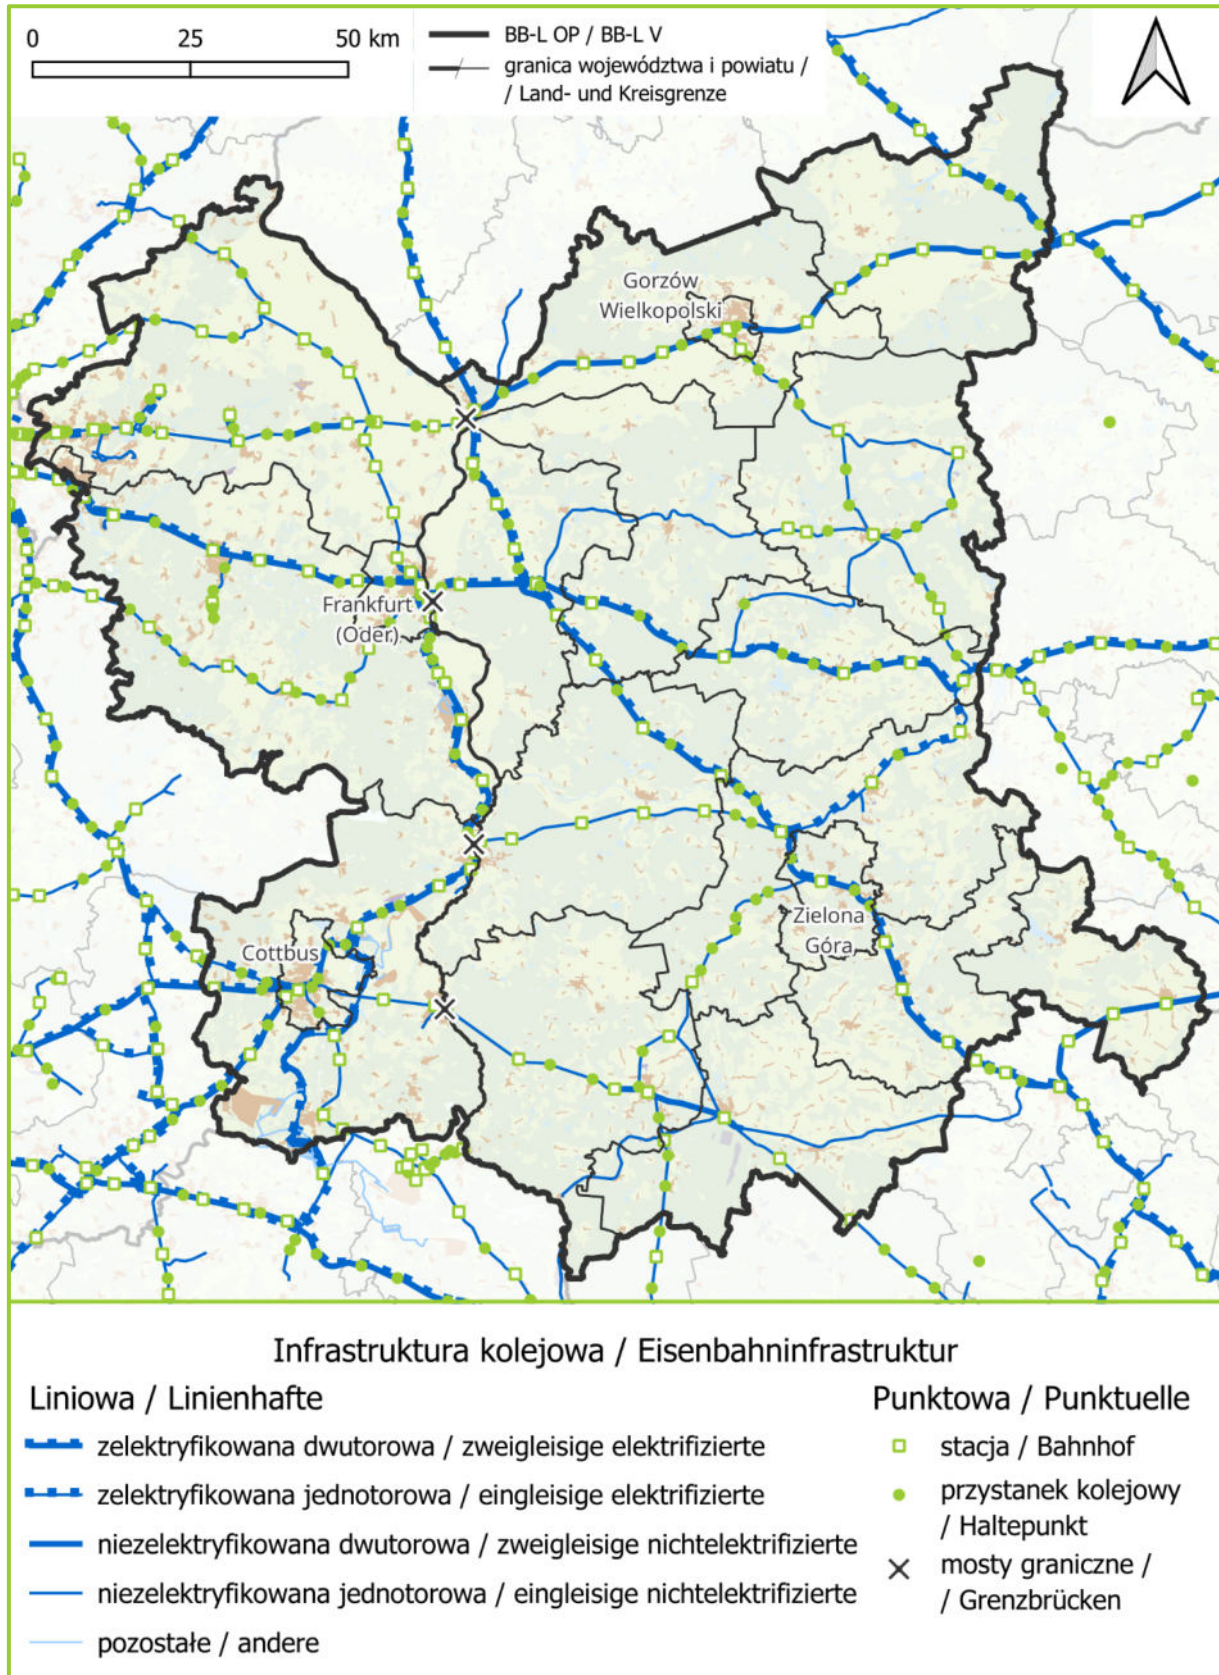 0 25 50 km
BB-L OP / BB-L V
granica województwa i powiatu /
/ Land- und Kreisgrenze
Gorzów
Wielkopolski
Frankfurt
(Oder)
Zielona
Góra
Cottbus
Infrastruktura kolejowa / Eisenbahninfrastruktur
Liniowa / Linienhafte
zelektryfikowana dwutorowa / zweigleisige elektrifizierte
zelektryfikowana jednotorowa / eingleisige elektrifizierte
niezelektryfikowana dwutorowa / zweigleisige nichtelektrifizierte
niezelektryfikowana jednotorowa / eingleisige nichtelektrifizierte
pozostałe / andere
Punktowa / Punktuelle
stacja / Bahnhof
przystanek kolejowy
/ Haltepunkt
mosty graniczne /
/ Grenzbrücken